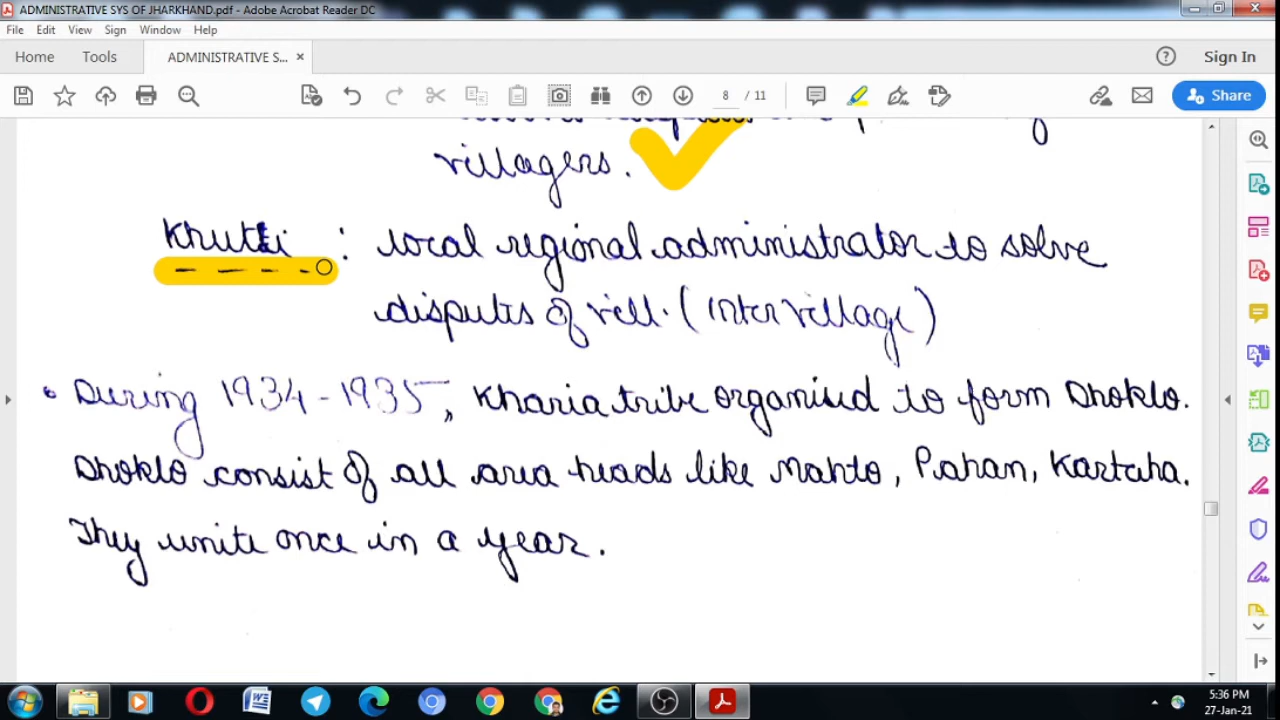 ADMINISTRATIVE SYS OF JHARKHAND.pdf - Adobe Acrobat Reader DC
File Edit View Sign Window Help
Home Tools ADMINISTRATIVE S... × Sign In
8 / 11 Share
villagers.
Khutti : local regional administrator to solve
disputes of vill. (Inter village)
• During 1934-1935, Kharia tribe organised to form Dhoklo.
Dhoklo consist of all area heads like Mahto, Pahan, Kartaha.
They unite once in a year.
5:36 PM
27-Jan-21